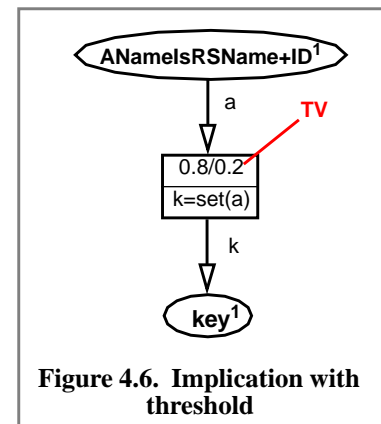 ANameIsRSName+ID¹
a
TV
0.8/0.2
k=set(a)
k
key¹
Figure 4.6. Implication with
threshold